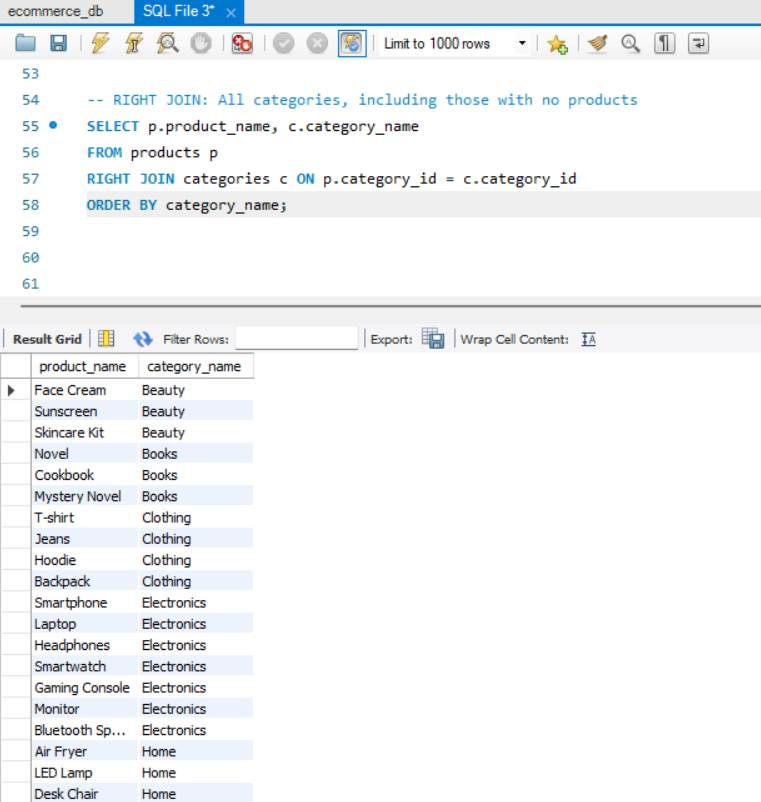 ecommerce_db SQL File 3* ×
Limit to 1000 rows
53
54 -- RIGHT JOIN: All categories, including those with no products
55 SELECT p.product_name, c.category_name
56 FROM products p
57 RIGHT JOIN categories c ON p.category_id = c.category_id
58 ORDER BY category_name;
59
60
61
Result Grid Filter Rows: Export: Wrap Cell Content: IA
product_name category_name
Face Cream Beauty
Sunscreen Beauty
Skincare Kit Beauty
Novel Books
Cookbook Books
Mystery Novel Books
T-shirt Clothing
Jeans Clothing
Hoodie Clothing
Backpack Clothing
Smartphone Electronics
Laptop Electronics
Headphones Electronics
Smartwatch Electronics
Gaming Console Electronics
Monitor Electronics
Bluetooth Sp... Electronics
Air Fryer Home
LED Lamp Home
Desk Chair Home